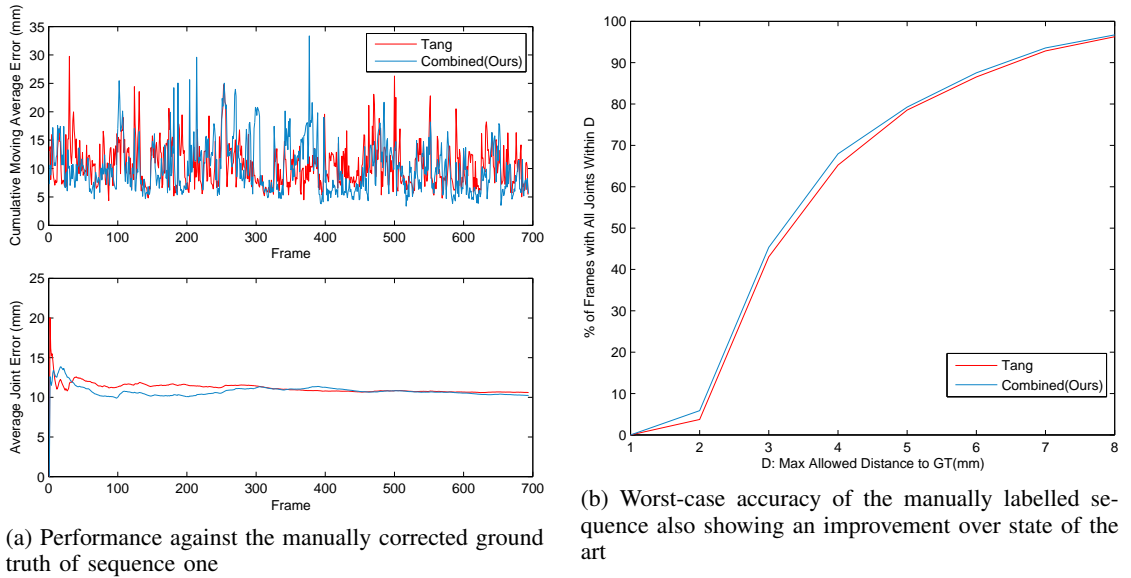 35
30
25
20
15
10
5
0
Cumulative Moving Average Error (mm)
Tang
Combined(Ours)
0 100 200 300 400 500 600 700
Frame
25
20
15
10
5
0
Average Joint Error (mm)
0 100 200 300 400 500 600 700
Frame
(a) Performance against the manually corrected ground
truth of sequence one
100
90
80
70
60
50
40
30
20
10
0
% of Frames with All Joints Within D
Tang
Combined(Ours)
1 2 3 4 5 6 7 8
D: Max Allowed Distance to GT(mm)
(b) Worst-case accuracy of the manually labelled se-
quence also showing an improvement over state of the
art